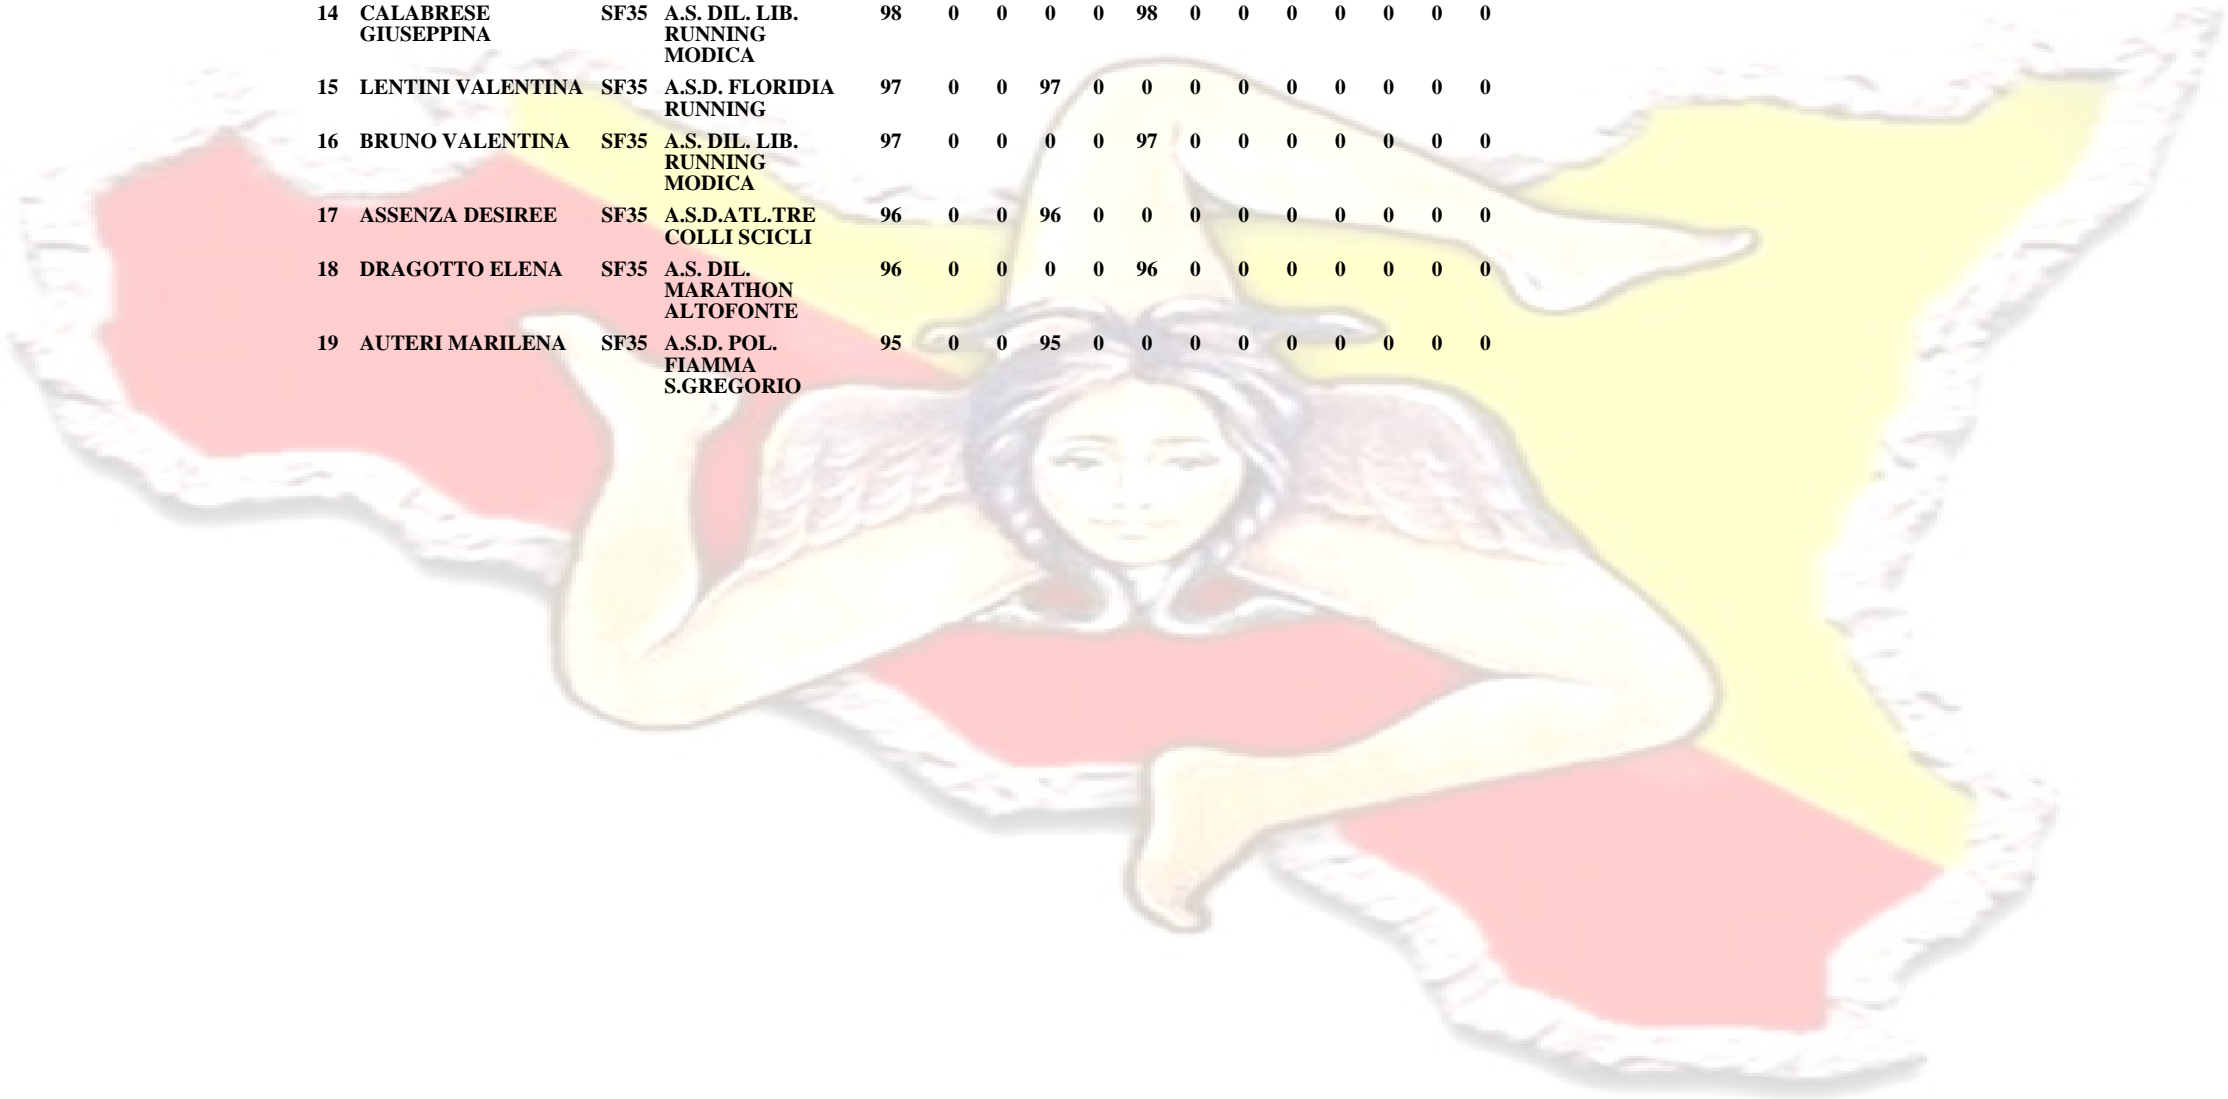 14 CALABRESE SF35 A.S. DIL. LIB. 98 0 0 0 0 98 0 0 0 0 0 0 0
GIUSEPPINA RUNNING
MODICA
15 LENTINI VALENTINA SF35 A.S.D. FLORIDIA 97 0 0 97 0 0 0 0 0 0 0 0 0
RUNNING
16 BRUNO VALENTINA SF35 A.S. DIL. LIB. 97 0 0 0 0 97 0 0 0 0 0 0 0
RUNNING
MODICA
17 ASSENZA DESIREE SF35 A.S.D.ATL.TRE 96 0 0 96 0 0 0 0 0 0 0 0 0
COLLI SCICLI
18 DRAGOTTO ELENA SF35 A.S. DIL. 96 0 0 0 0 96 0 0 0 0 0 0 0
MARATHON
ALTOFONTE
19 AUTERI MARILENA SF35 A.S.D. POL. 95 0 0 95 0 0 0 0 0 0 0 0 0
FIAMMA
S.GREGORIO